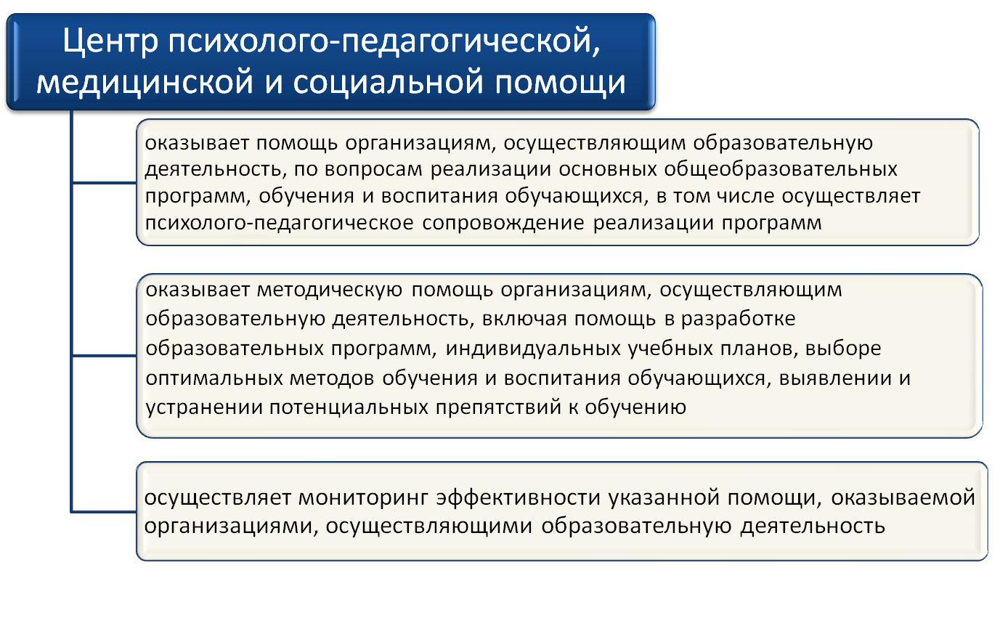 Центр психолого-педагогической,
медицинской и социальной помощи
оказывает помощь организациям, осуществляющим образовательную
деятельность, по вопросам реализации основных общеобразовательных
программ, обучения и воспитания обучающихся, в том числе осуществляет
психолого-педагогическое сопровождение реализации программ
оказывает методическую помощь организациям, осуществляющим
образовательную деятельность, включая помощь в разработке
образовательных программ, индивидуальных учебных планов, выборе
оптимальных методов обучения и воспитания обучающихся, выявлении и
устранении потенциальных препятствий к обучению
осуществляет мониторинг эффективности указанной помощи, оказываемой
организациями, осуществляющими образовательную деятельность